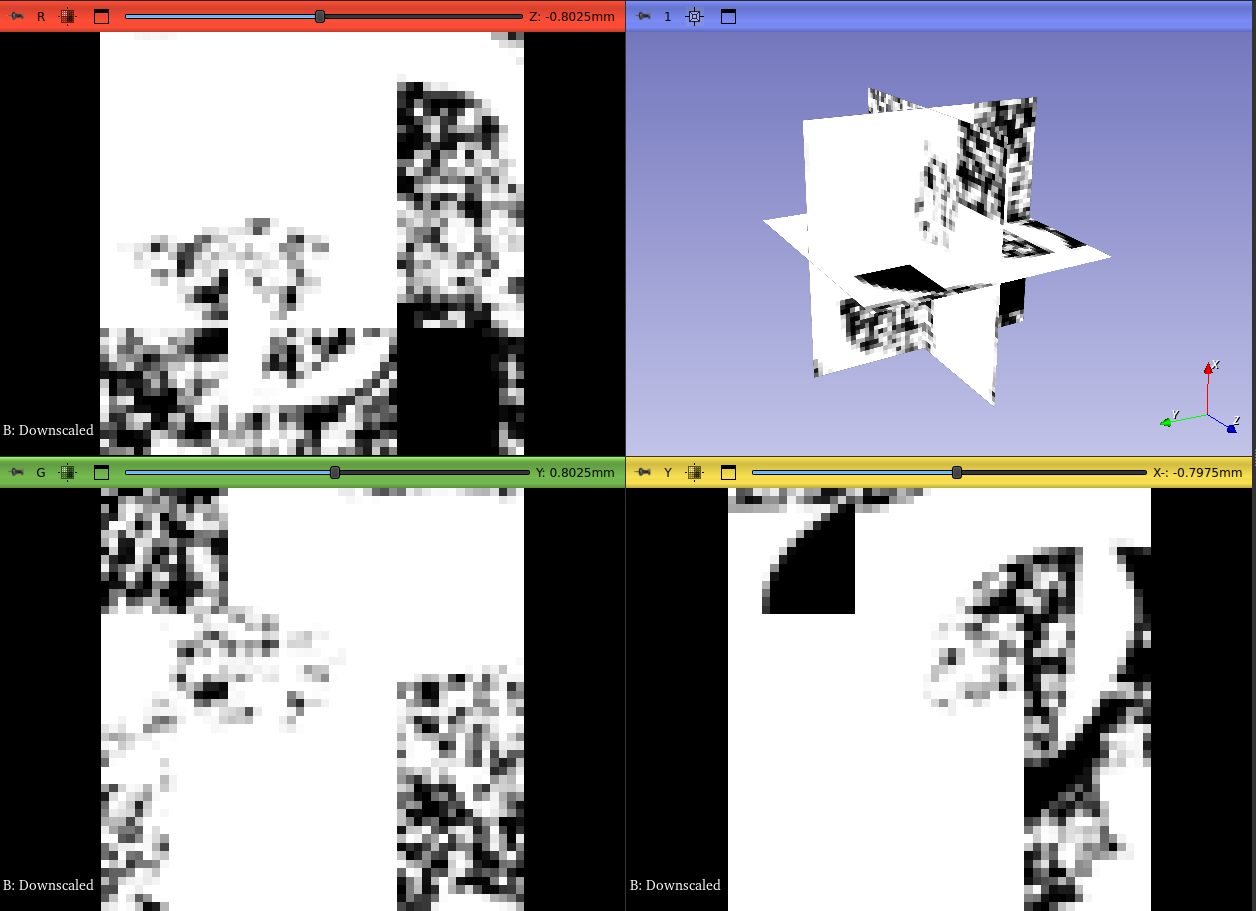 R Z: -0.8025mm
1
B: Downscaled
X
Y
Z
G Y: 0.8025mm
Y X-: -0.7975mm
B: Downscaled
B: Downscaled